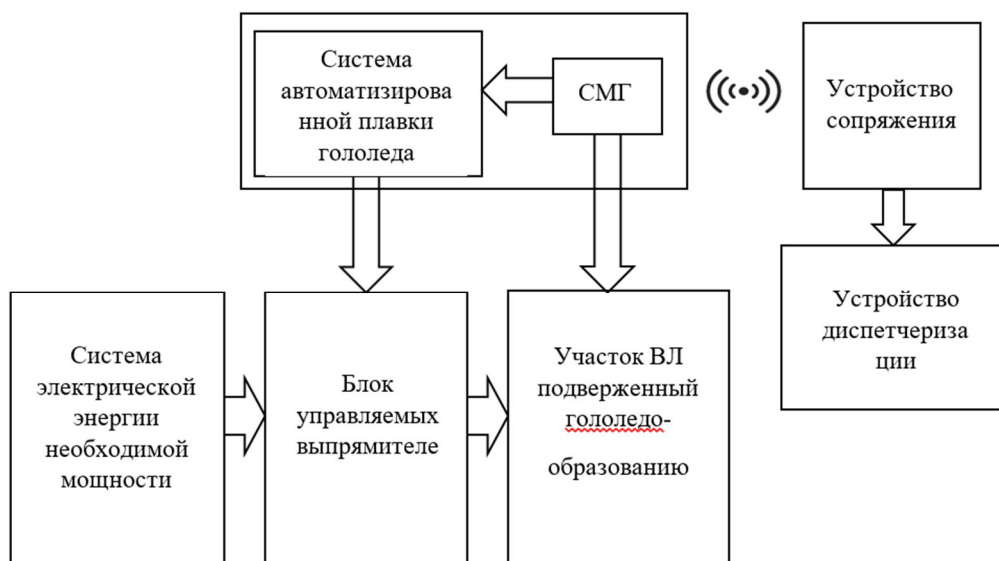 Система
автоматизирова
нной плавки
гололеда
СМГ
Устройство
сопряжения
Устройство
диспетчериза
ции
Система
электрической
энергии
необходимой
мощности
Блок
управляемых
выпрямителе
Участок ВЛ
подверженный
гололедо-
образованию